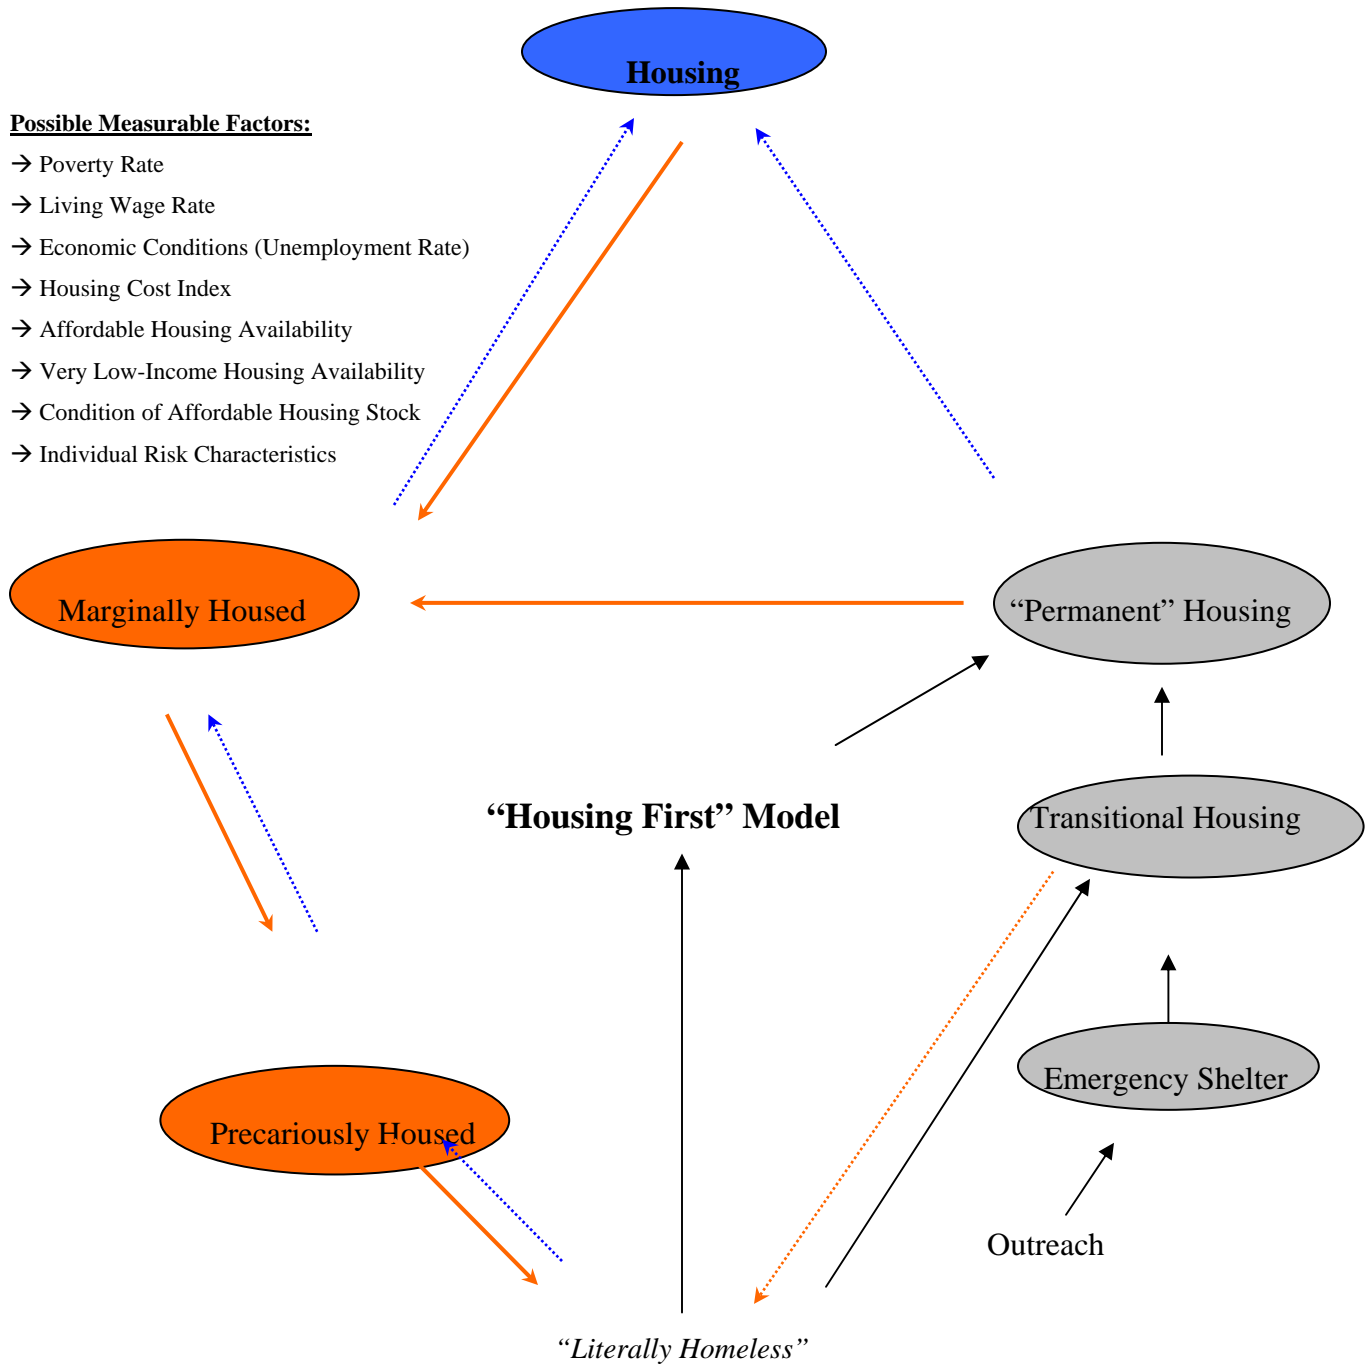 Housing
Possible Measurable Factors:
→ Poverty Rate
→ Living Wage Rate
→ Economic Conditions (Unemployment Rate)
→ Housing Cost Index
→ Affordable Housing Availability
→ Very Low-Income Housing Availability
→ Condition of Affordable Housing Stock
→ Individual Risk Characteristics
Marginally Housed
“Permanent” Housing
“Housing First” Model
Transitional Housing
Emergency Shelter
Precariously Housed
Outreach
“Literally Homeless”